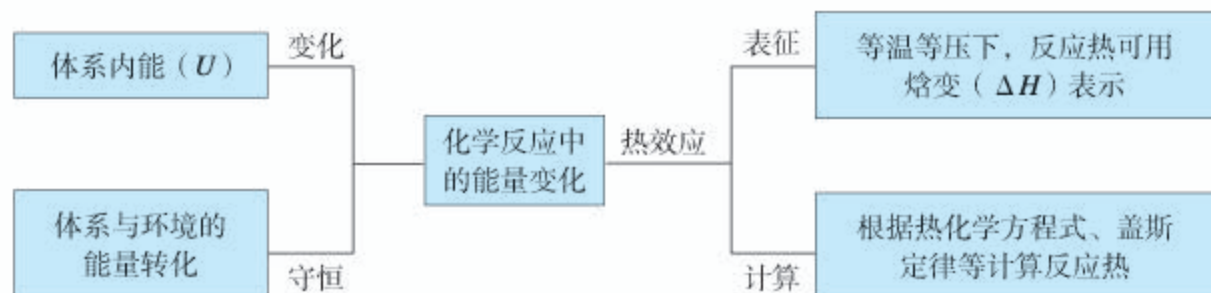 体系内能（U）
变化
体系与环境的
能量转化
守恒
化学反应中
的能量变化
热效应
表征
等温等压下，反应热可用
焓变（ΔH）表示
计算
根据热化学方程式、盖斯
定律等计算反应热